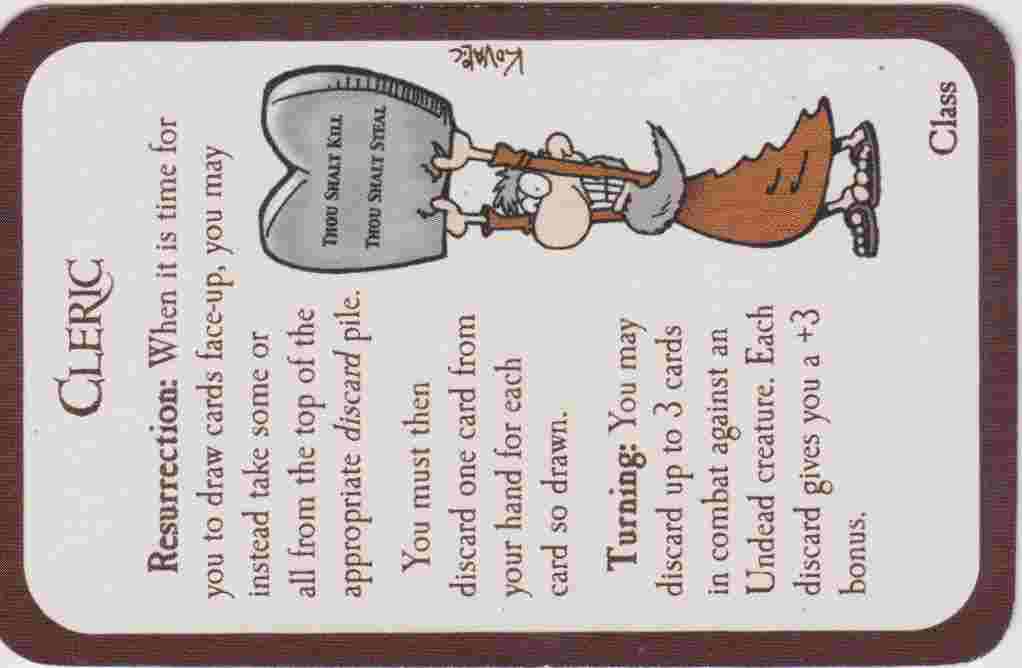 CLERIC
Resurrection: When it is time for
you to draw cards face-up, you may
instead take some or
all from the top of the
appropriate discard pile.
You must then
discard one card from
your hand for each
card so drawn.
Turning: You may
discard up to 3 cards
in combat against an
Undead creature. Each
discard gives you a +3
bonus.
THOU SHALT KILL
THOU SHALT STEAL
KOVALIC
Class